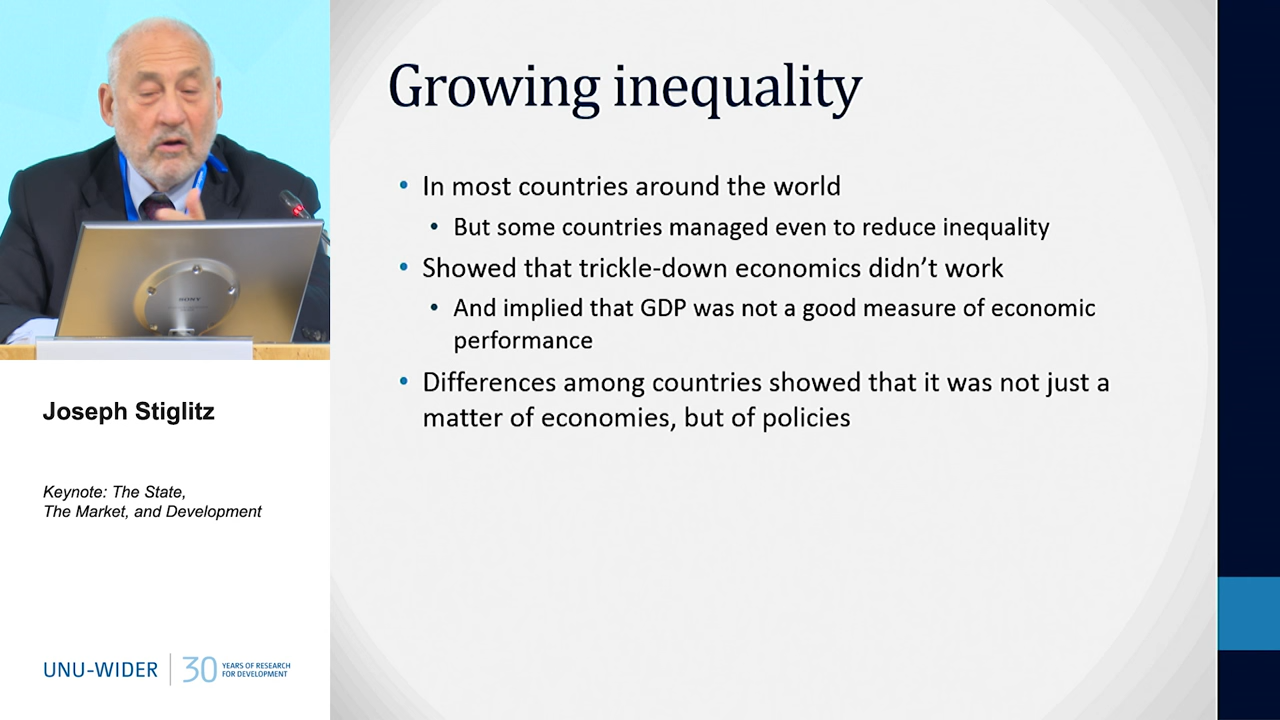 Growing inequality
• In most countries around the world
• But some countries managed even to reduce inequality
• Showed that trickle-down economics didn't work
• And implied that GDP was not a good measure of economic
performance
• Differences among countries showed that it was not just a
matter of economies, but of policies
SONY
Joseph Stiglitz
Keynote: The State,
The Market, and Development
UNU-WIDER
30
YEARS OF RESEARCH
FOR DEVELOPMENT